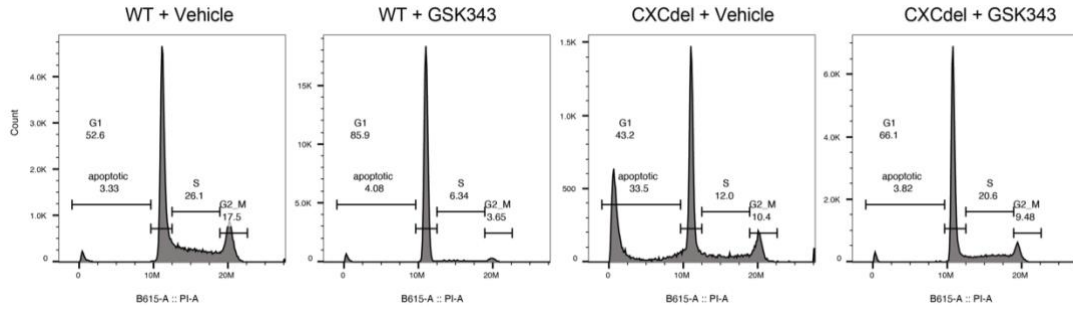 WT + Vehicle
WT + GSK343
CXCdel + Vehicle
CXCdel + GSK343
Count
4.0K
3.0K
2.0K
1.0K
0
G1
52.6
apoptotic
3.33
S
26.1
G2_M
17.5
0
10M
20M
B615-A :: PI-A
15K
10K
5.0K
0
G1
85.9
apoptotic
4.08
S
6.34
G2_M
3.65
0
10M
20M
B615-A :: PI-A
1.5K
1.0K
500
0
G1
43.2
apoptotic
33.5
S
12.0
G2_M
10.4
0
10M
20M
B615-A :: PI-A
6.0K
4.0K
2.0K
0
G1
66.1
apoptotic
3.82
S
20.6
G2_M
9.48
0
10M
20M
B615-A :: PI-A